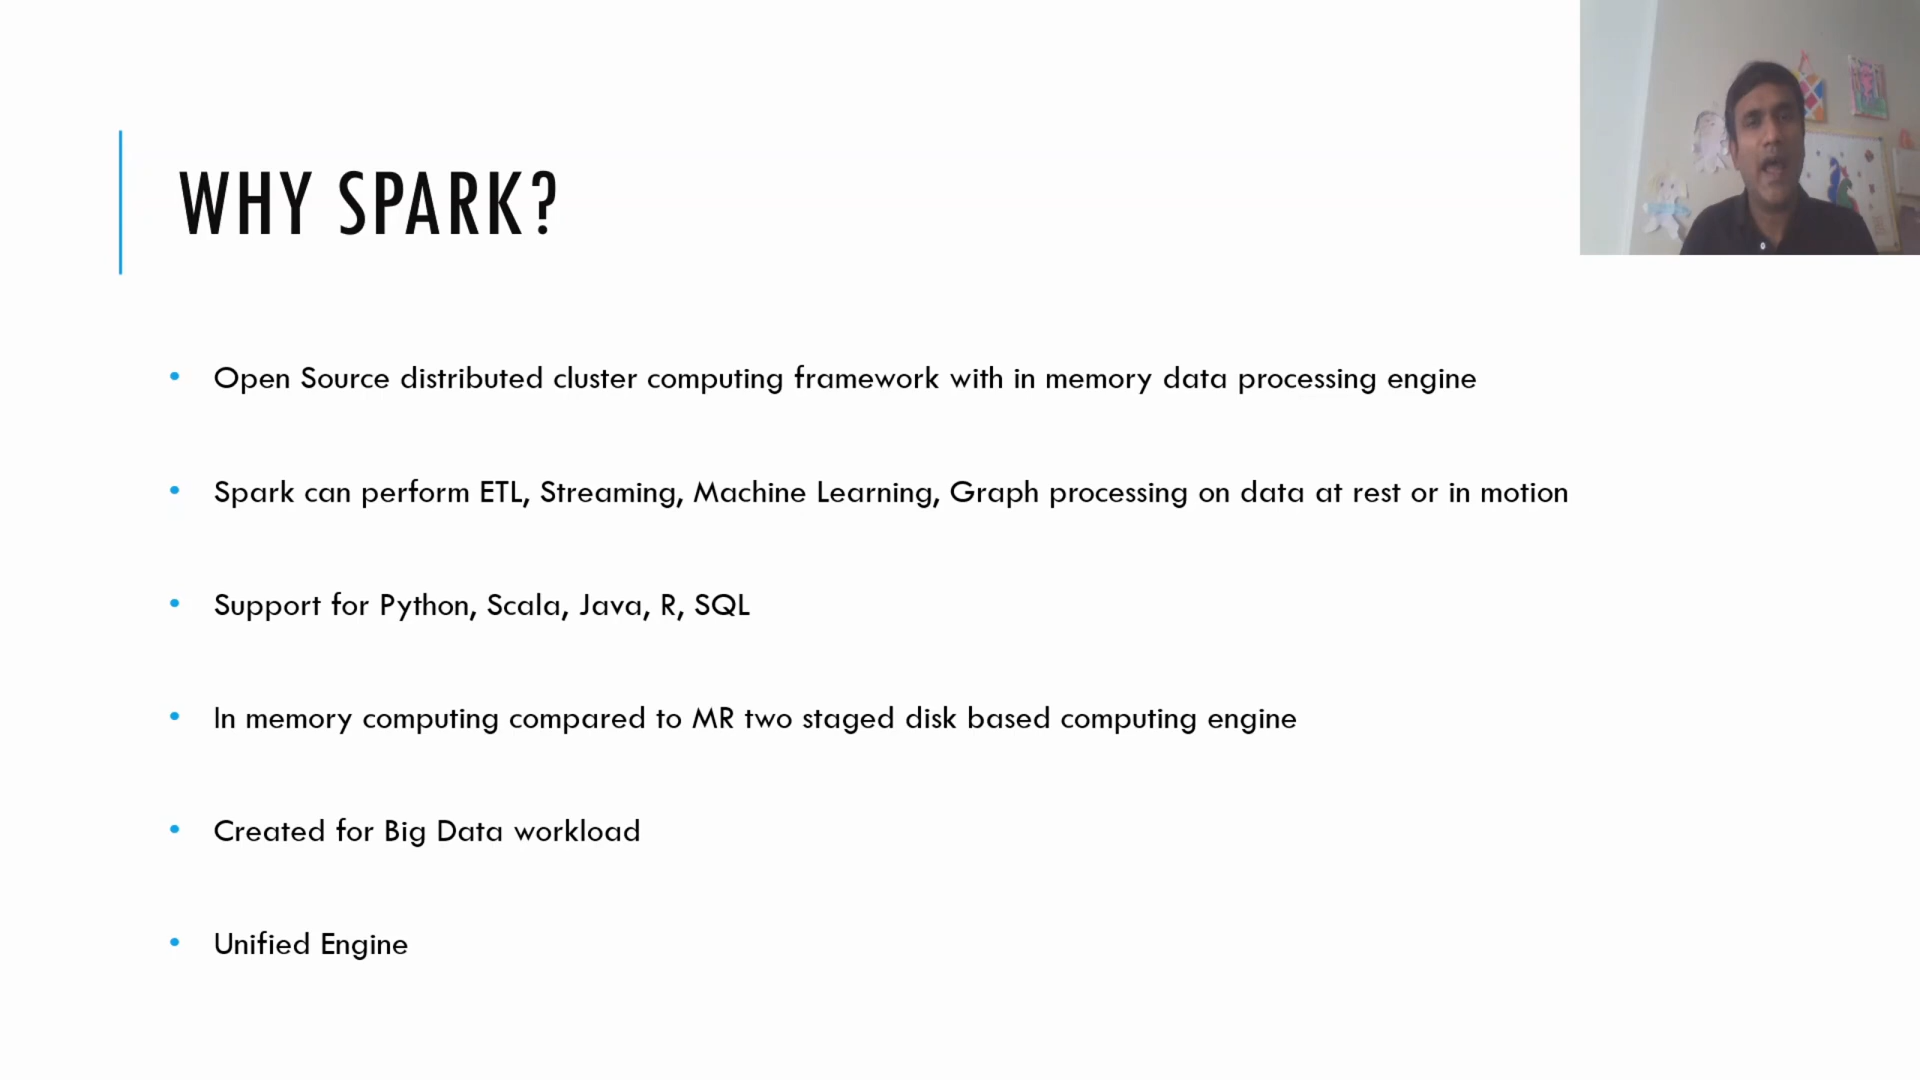 WHY SPARK?
• Open Source distributed cluster computing framework with in memory data processing engine
• Spark can perform ETL, Streaming, Machine Learning, Graph processing on data at rest or in motion
• Support for Python, Scala, Java, R, SQL
• In memory computing compared to MR two staged disk based computing engine
• Created for Big Data workload
• Unified Engine